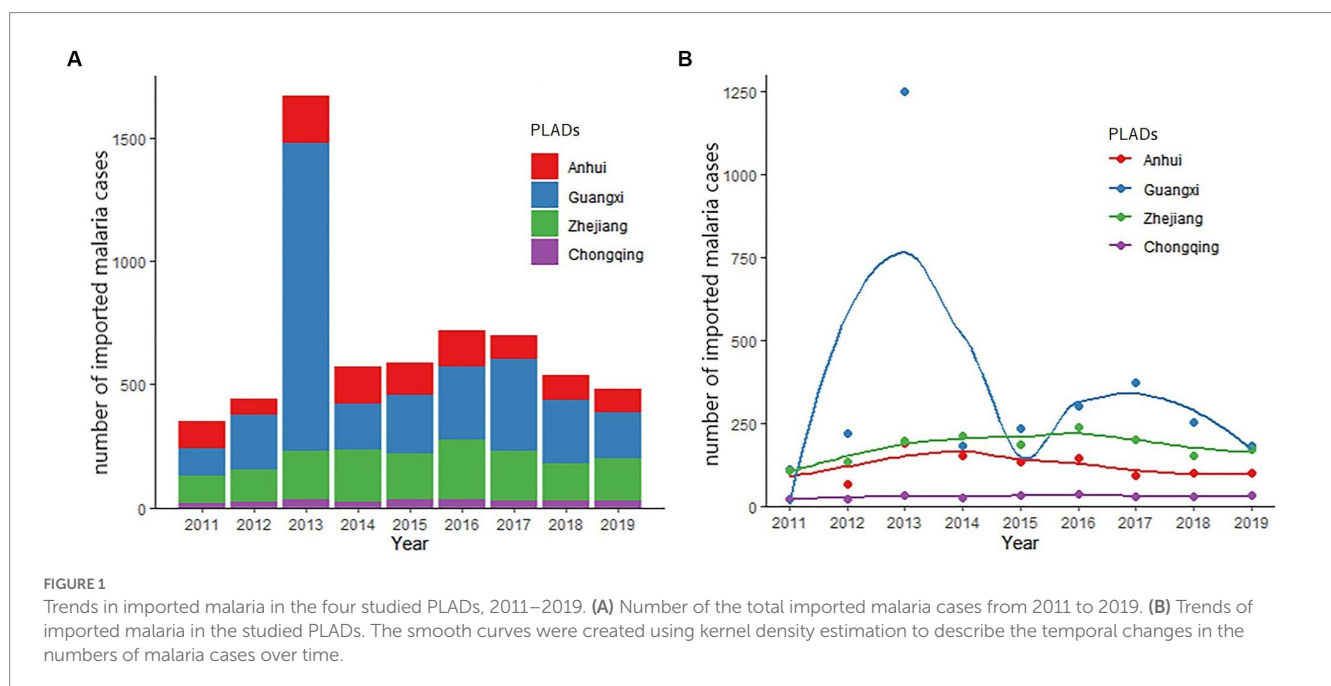 A
number of imported malaria cases
1500
1000
500
0
2011 2012 2013 2014 2015 2016 2017 2018 2019
Year
PLADs
Anhui
Guangxi
Zhejiang
Chongqing
B
number of imported malaria cases
1250
1000
750
500
250
0
2011 2012 2013 2014 2015 2016 2017 2018 2019
Year
PLADs
Anhui
Guangxi
Zhejiang
Chongqing
FIGURE 1
Trends in imported malaria in the four studied PLADs, 2011–2019. (A) Number of the total imported malaria cases from 2011 to 2019. (B) Trends of
imported malaria in the studied PLADs. The smooth curves were created using kernel density estimation to describe the temporal changes in the
numbers of malaria cases over time.